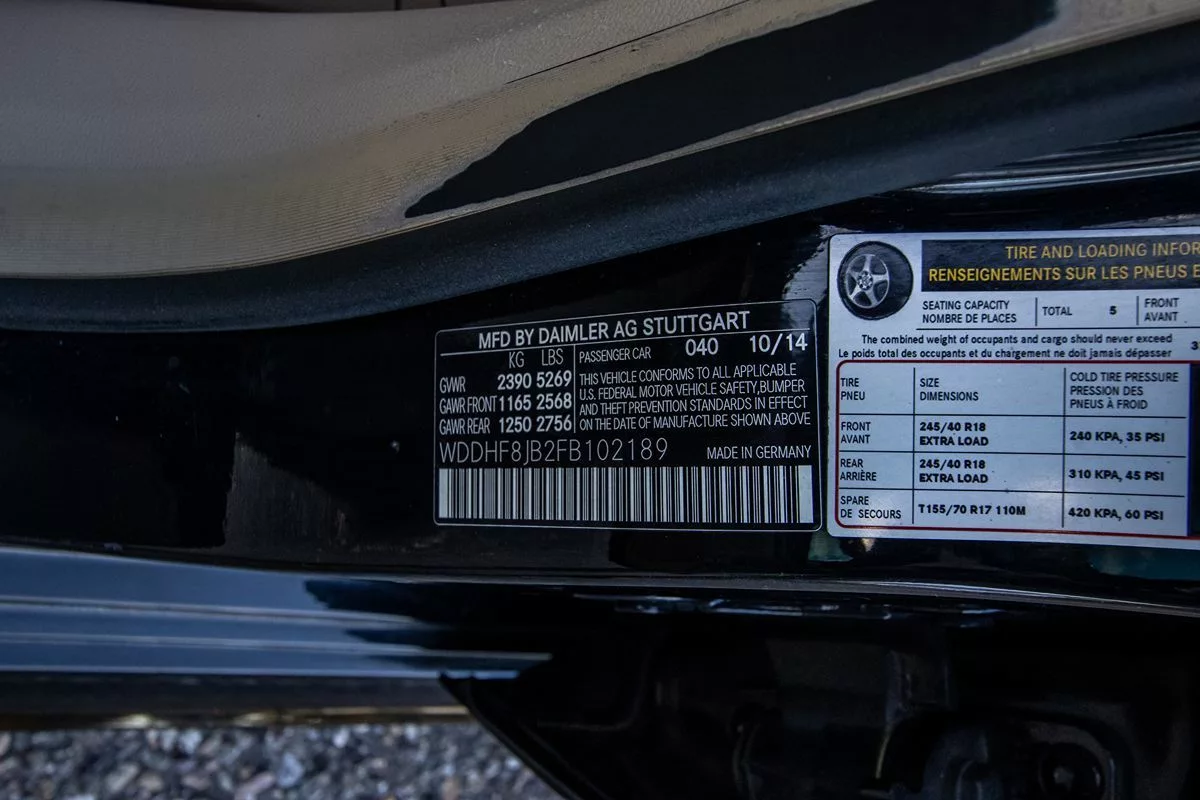 MFD BY DAIMLER AG STUTTGART
KG LBS
GVWR 2390 5269
GAWR FRONT 1165 2568
GAWR REAR 1250 2756
PASSENGER CAR 040 10/14
THIS VEHICLE CONFORMS TO ALL APPLICABLE
U.S. FEDERAL MOTOR VEHICLE SAFETY,BUMPER
AND THEFT PREVENTION STANDARDS IN EFFECT
ON THE DATE OF MANUFACTURE SHOWN ABOVE
WDDHF8JB2FB102189 MADE IN GERMANY
TIRE AND LOADING INFOR
RENSEIGNEMENTS SUR LES PNEUS E
SEATING CAPACITY
NOMBRE DE PLACES
TOTAL 5
FRONT
AVANT
The combined weight of occupants and cargo should never exceed
Le poids total des occupants et du chargement ne doit jamais dépasser
3
TIRE
PNEU
SIZE
DIMENSIONS
COLD TIRE PRESSURE
PRESSION DES
PNEUS À FROID
FRONT
AVANT
245/40 R18
EXTRA LOAD
240 KPA, 35 PSI
REAR
ARRIÈRE
245/40 R18
EXTRA LOAD
310 KPA, 45 PSI
SPARE
DE SECOURS
T155/70 R17 110M
420 KPA, 60 PSI